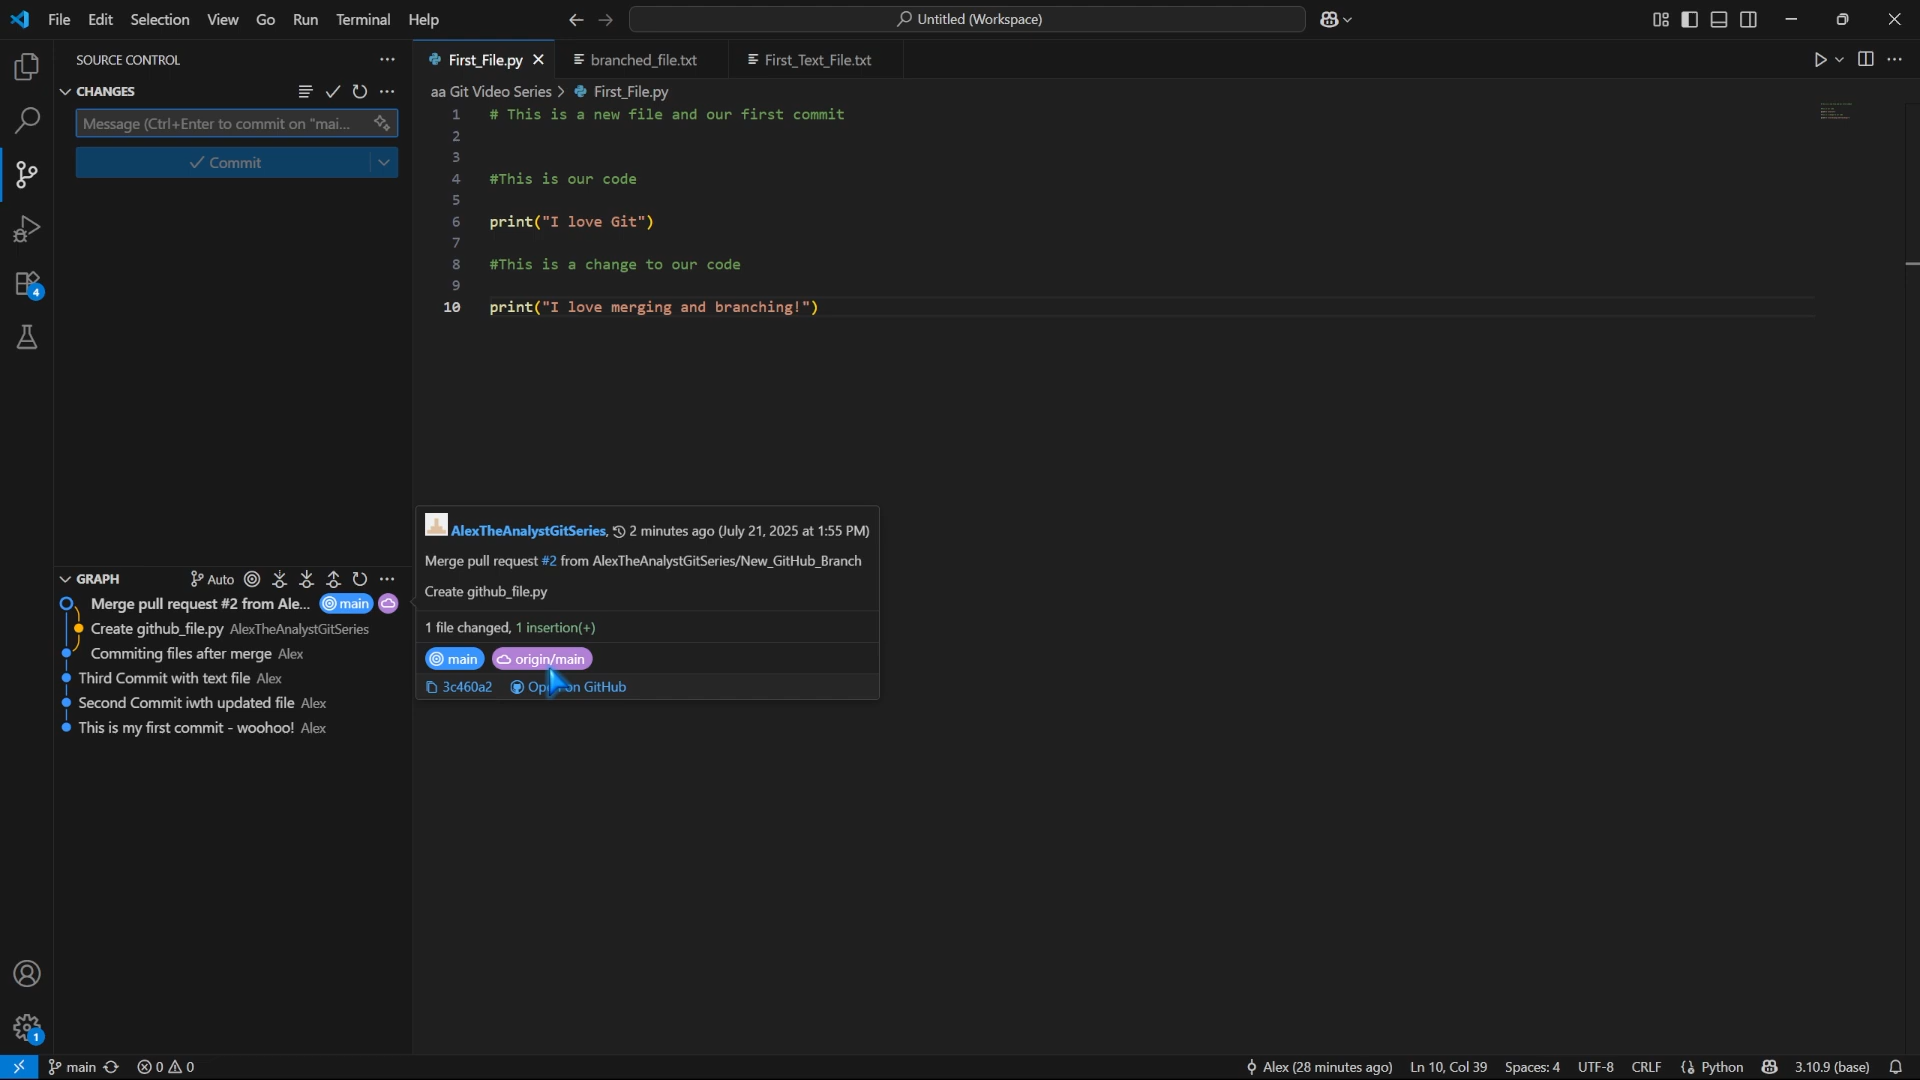 File Edit Selection View Go Run Terminal Help
Untitled (Workspace)
SOURCE CONTROL
CHANGES
Message (Ctrl+Enter to commit on "mai...
Commit
4
First_File.py
branched_file.txt
First_Text_File.txt
aa Git Video Series > First_File.py
1 # This is a new file and our first commit
2
3
4 #This is our code
5
6 print("I love Git")
7
8 #This is a change to our code
9
10 print("I love merging and branching!")
AlexTheAnalystGitSeries, 2 minutes ago (July 21, 2025 at 1:55 PM)
Merge pull request #2 from AlexTheAnalystGitSeries/New_GitHub_Branch
Create github_file.py
1 file changed, 1 insertion(+)
main origin/main
3c460a2 GitHub
GRAPH Auto
Merge pull request #2 from Ale... main
Create github_file.py AlexTheAnalystGitSeries
Commiting files after merge Alex
Third Commit with text file Alex
Second Commit iwth updated file Alex
This is my first commit - woohoo! Alex
1
main 0 0
Alex (28 minutes ago) Ln 10, Col 39 Spaces: 4 UTF-8 CRLF Python 3.10.9 (base)